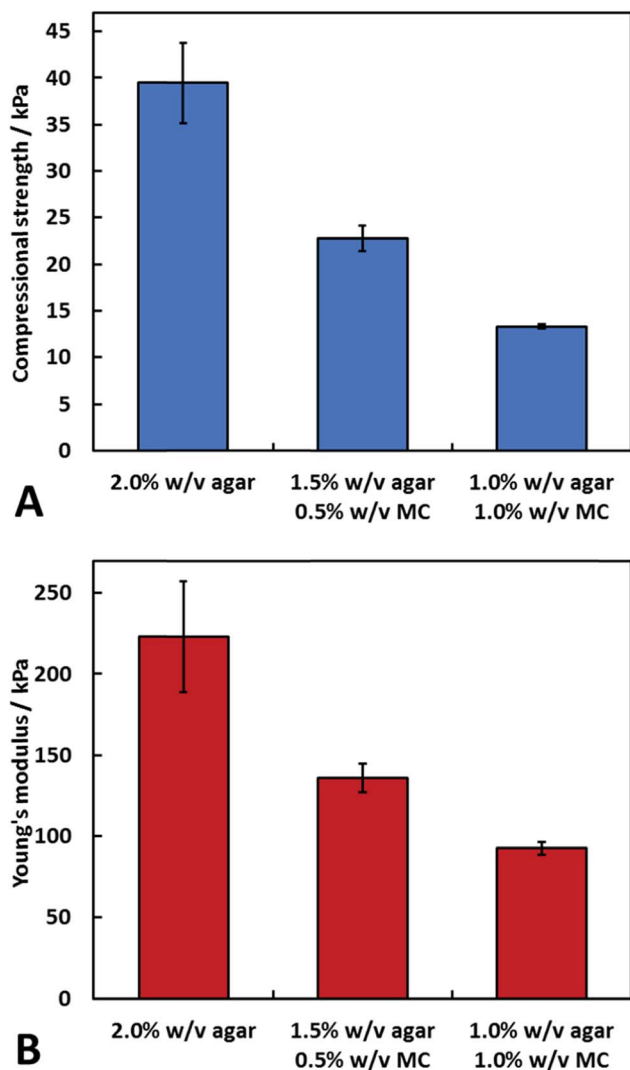 Compressional strength / kPa
45
40
35
30
25
20
15
10
5
0
2.0% w/v agar
1.5% w/v agar
0.5% w/v MC
1.0% w/v agar
1.0% w/v MC
A
Young's modulus / kPa
250
200
150
100
50
0
2.0% w/v agar
1.5% w/v agar
0.5% w/v MC
1.0% w/v agar
1.0% w/v MC
B